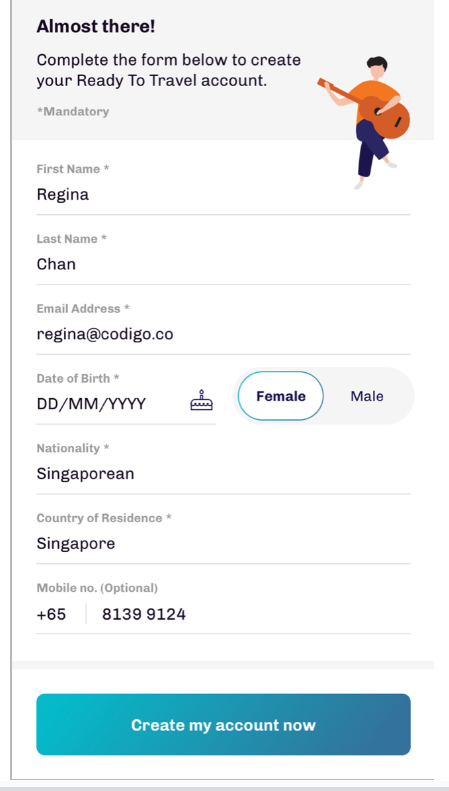 Almost there!
Complete the form below to create
your Ready To Travel account.
*Mandatory
First Name *
Regina
Last Name *
Chan
Email Address *
regina@codigo.co
Date of Birth *
DD/MM/YYYY
Female Male
Nationality *
Singaporean
Country of Residence *
Singapore
Mobile no. (Optional)
+65 8139 9124
Create my account now